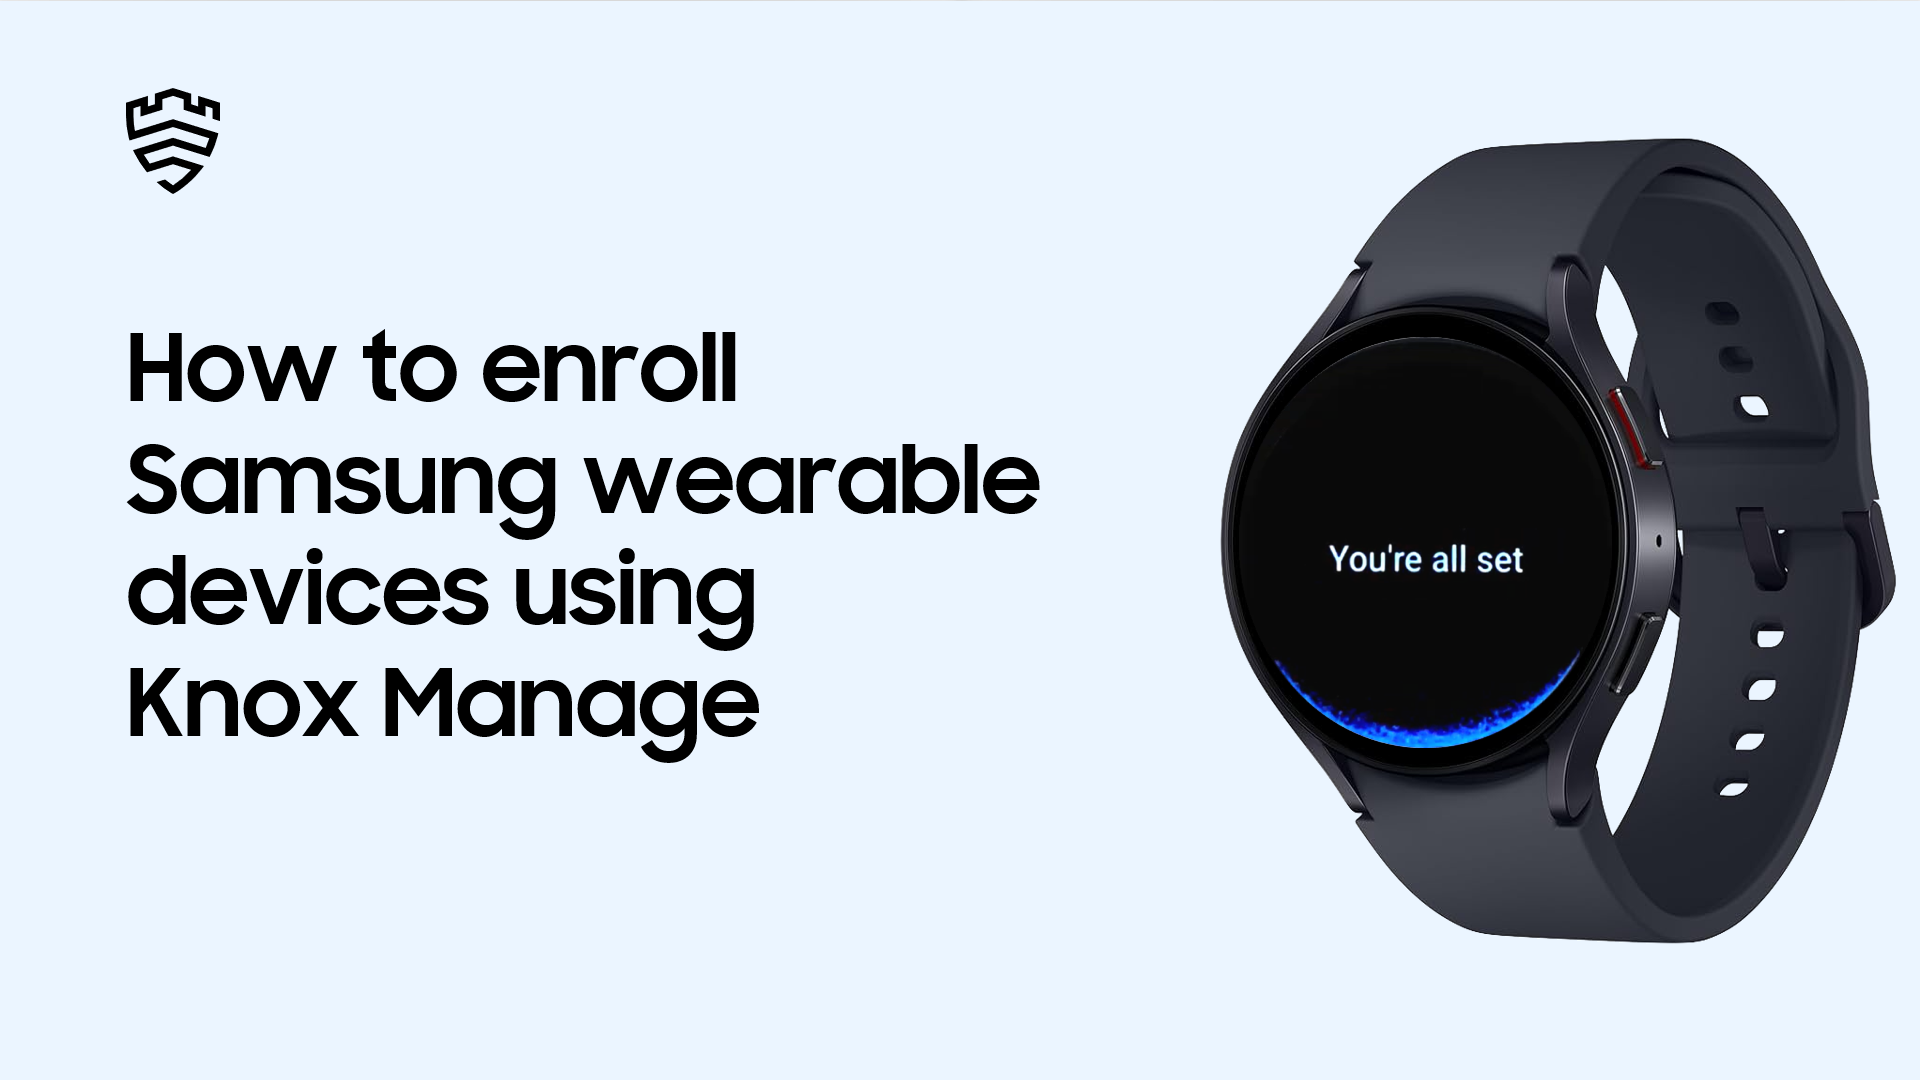 How to enroll
Samsung wearable
devices using
Knox Manage
You're all set